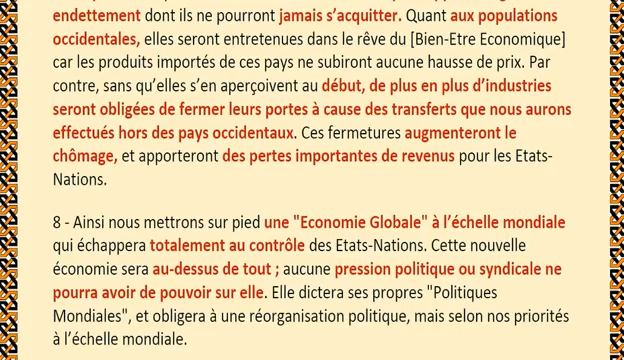 endettement dont ils ne pourront jamais s’acquitter. Quant aux populations
occidentales, elles seront entretenues dans le rêve du [Bien-Etre Economique]
car les produits importés de ces pays ne subiront aucune hausse de prix. Par
contre, sans qu’elles s’en aperçoivent au début, de plus en plus d’industries
seront obligées de fermer leurs portes à cause des transferts que nous aurons
effectués hors des pays occidentaux. Ces fermetures augmenteront le
chômage, et apporteront des pertes importantes de revenus pour les Etats-
Nations.
8 - Ainsi nous mettrons sur pied une "Economie Globale" à l’échelle mondiale
qui échappera totalement au contrôle des Etats-Nations. Cette nouvelle
économie sera au-dessus de tout ; aucune pression politique ou syndicale ne
pourra avoir de pouvoir sur elle. Elle dictera ses propres "Politiques
Mondiales", et obligera à une réorganisation politique, mais selon nos priorités
à l’échelle mondiale.